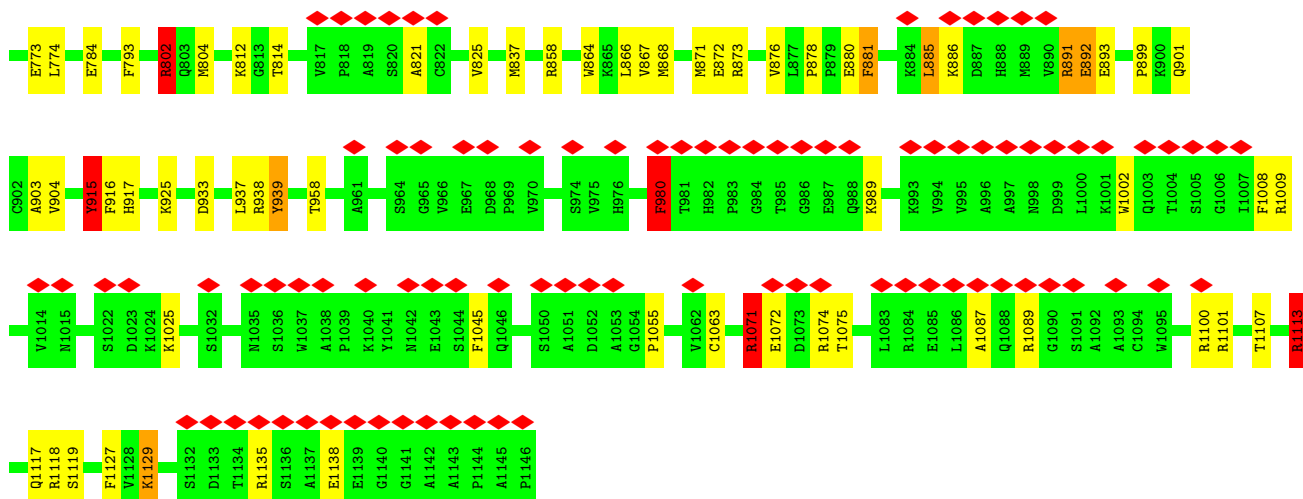 E773 L774 E784 F793 R802 Q803 M804 K812 G813 T814 V817 P818 A819 S820 A821 C822 V825 M837 R858 W864 K865 L866 V867 M868 M871 E872 R873 V876 L877 P878 P879 E880 F881 K884 L885 K886 D887 H888 M889 V890 R891 E892 E893 P899 K900 Q901
C902 A903 V904 Y915 F916 H917 K925 D933 L937 R938 Y939 T958 A961 S964 G965 V966 E967 D968 P969 V970 S974 V975 H976 F980 T981 H982 P983 G984 T985 G986 E987 Q988 K989 K993 V994 V995 A996 A997 N998 D999 L1000 K1001 W1002 Q1003 T1004 S1005 G1006 I1007 F1008 R1009
V1014 N1015 S1022 D1023 K1024 K1025 S1032 N1035 S1036 W1037 A1038 P1039 K1040 Y1041 N1042 E1043 S1044 F1045 Q1046 S1050 A1051 D1052 A1053 G1054 P1055 V1062 C1063 R1071 E1072 D1073 R1074 T1075 L1083 R1084 E1085 L1086 A1087 Q1088 R1089 G1090 S1091 A1092 A1093 C1094 W1095 R1100 R1101 T1107 R1113
Q1117 R1118 S1119 F1127 V1128 K1129 S1132 D1133 T1134 R1135 S1136 A1137 E1138 E1139 G1140 G1141 A1142 A1143 P1144 A1145 P1146